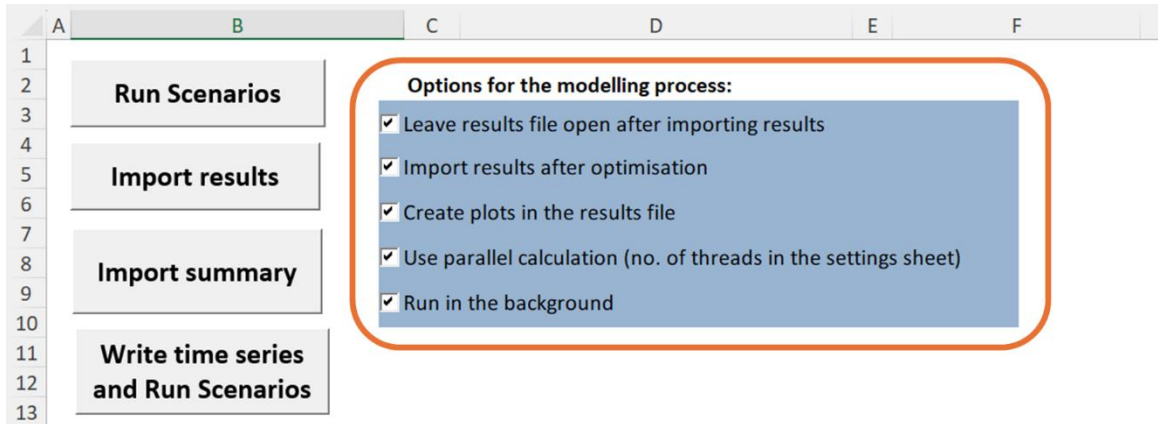 A B C D E F
1
2
3
4
5
6
7
8
9
10
11
12
13
Run Scenarios
Import results
Import summary
Write time series
and Run Scenarios
Options for the modelling process:
Leave results file open after importing results
Import results after optimisation
Create plots in the results file
Use parallel calculation (no. of threads in the settings sheet)
Run in the background